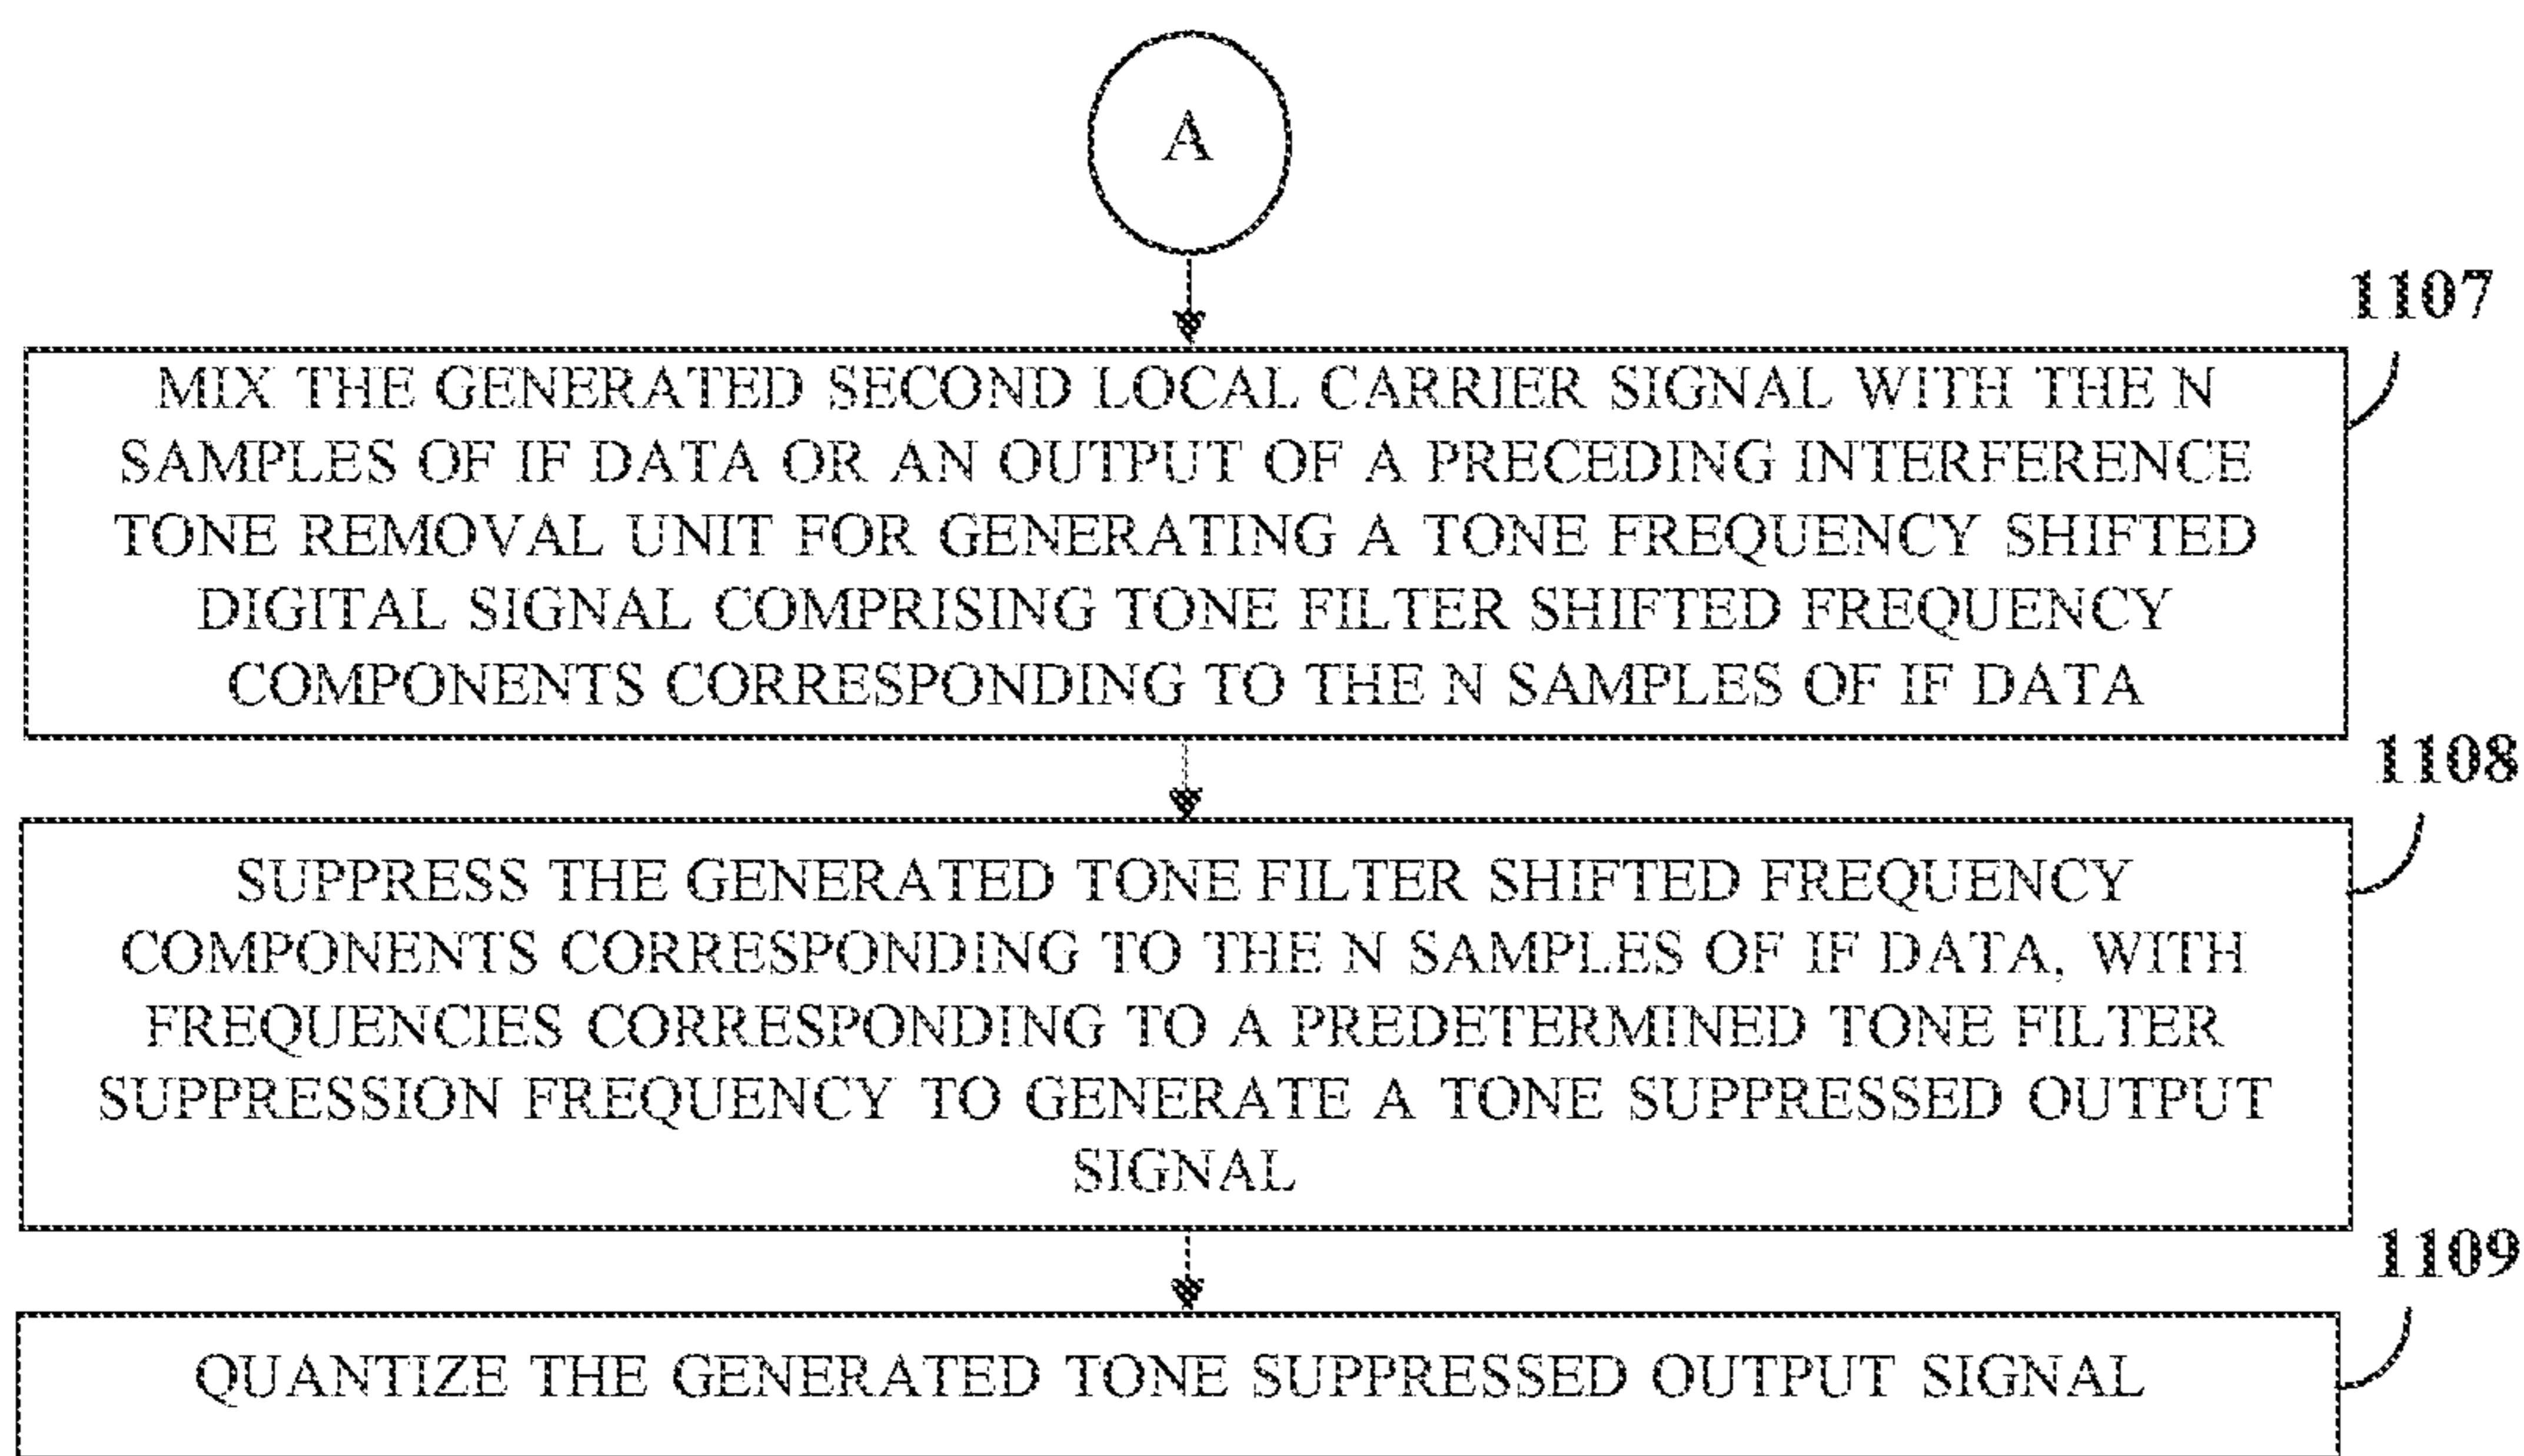 A
1107
MIX THE GENERATED SECOND LOCAL CARRIER SIGNAL WITH THE N
SAMPLES OF IF DATA OR AN OUTPUT OF A PRECEDING INTERFERENCE
TONE REMOVAL UNIT FOR GENERATING A TONE FREQUENCY SHIFTED
DIGITAL SIGNAL COMPRISING TONE FILTER SHIFTED FREQUENCY
COMPONENTS CORRESPONDING TO THE N SAMPLES OF IF DATA
1108
SUPPRESS THE GENERATED TONE FILTER SHIFTED FREQUENCY
COMPONENTS CORRESPONDING TO THE N SAMPLES OF IF DATA, WITH
FREQUENCIES CORRESPONDING TO A PREDETERMINED TONE FILTER
SUPPRESSION FREQUENCY TO GENERATE A TONE SUPPRESSED OUTPUT
SIGNAL
1109
QUANTIZE THE GENERATED TONE SUPPRESSED OUTPUT SIGNAL